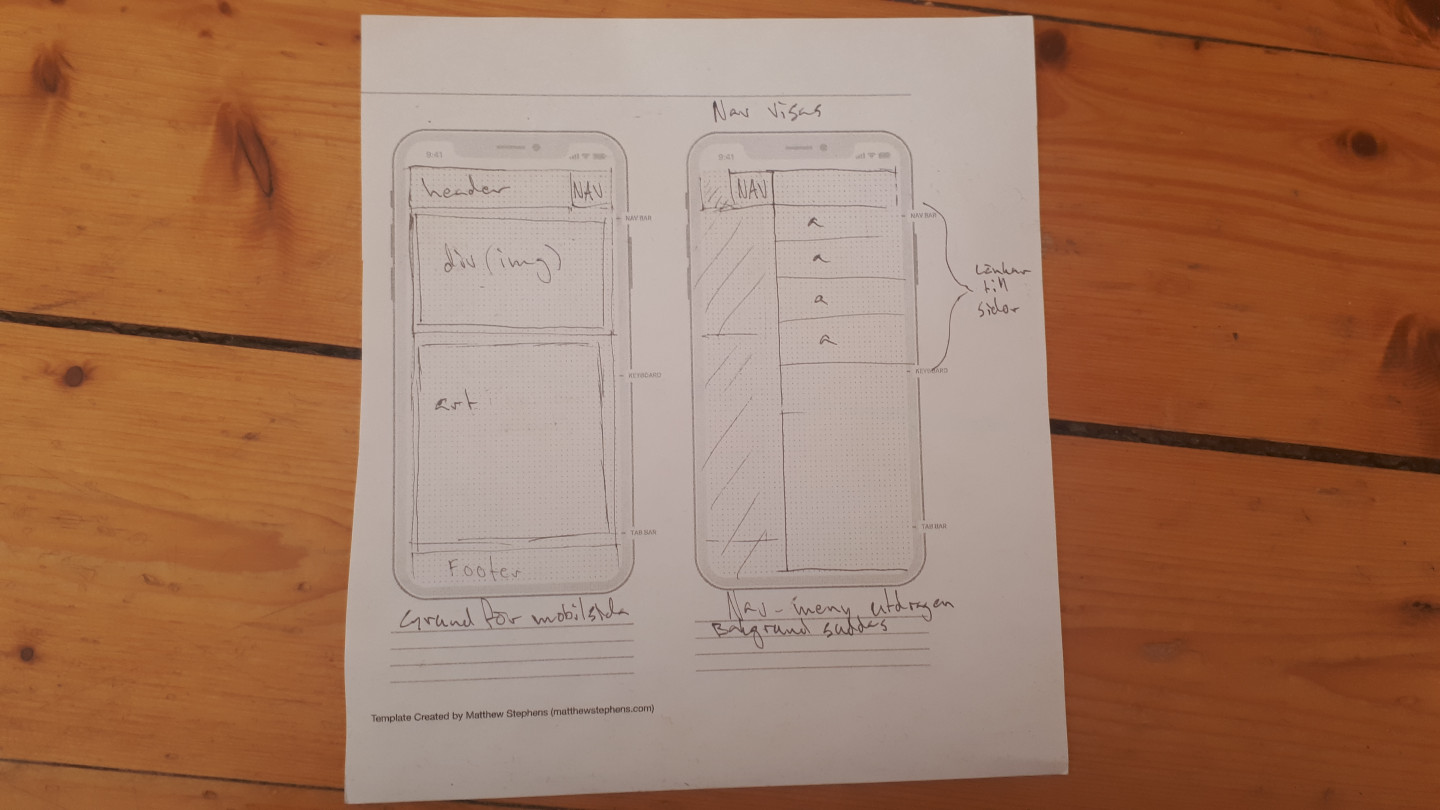 Nav visas
9:41
header
NAV
NAV BAR
div (img)
KEYBOARD
art
TAB BAR
Footer
Grund för mobilsida
9:41
NAV
NAV BAR
a
a
a
a
Länkar
till
sidor
KEYBOARD
TAB BAR
Nav-meny utdragen
Bakgrund suddas
Template Created by Matthew Stephens (matthewstephens.com)